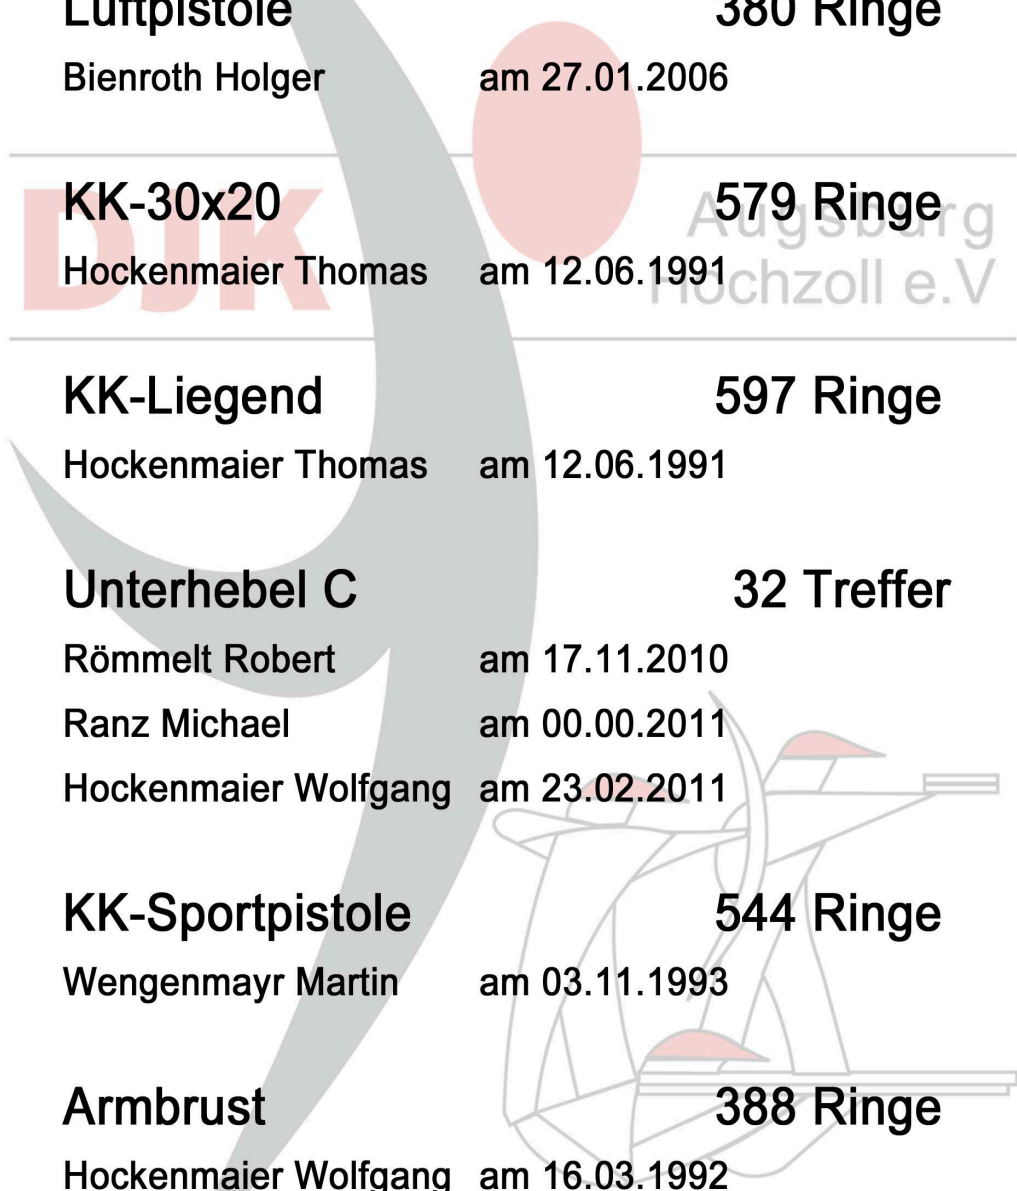 Luftpistole 380 Ringe
Bienroth Holger am 27.01.2006
DJK Augsburg
Hochzoll e.V
KK-30x20 579 Ringe
Hockenmaier Thomas am 12.06.1991
KK-Liegend 597 Ringe
Hockenmaier Thomas am 12.06.1991
Unterhebel C 32 Treffer
Römmelt Robert am 17.11.2010
Ranz Michael am 00.00.2011
Hockenmaier Wolfgang am 23.02.2011
KK-Sportpistole 544 Ringe
Wengenmayr Martin am 03.11.1993
Armbrust 388 Ringe
Hockenmaier Wolfgang am 16.03.1992